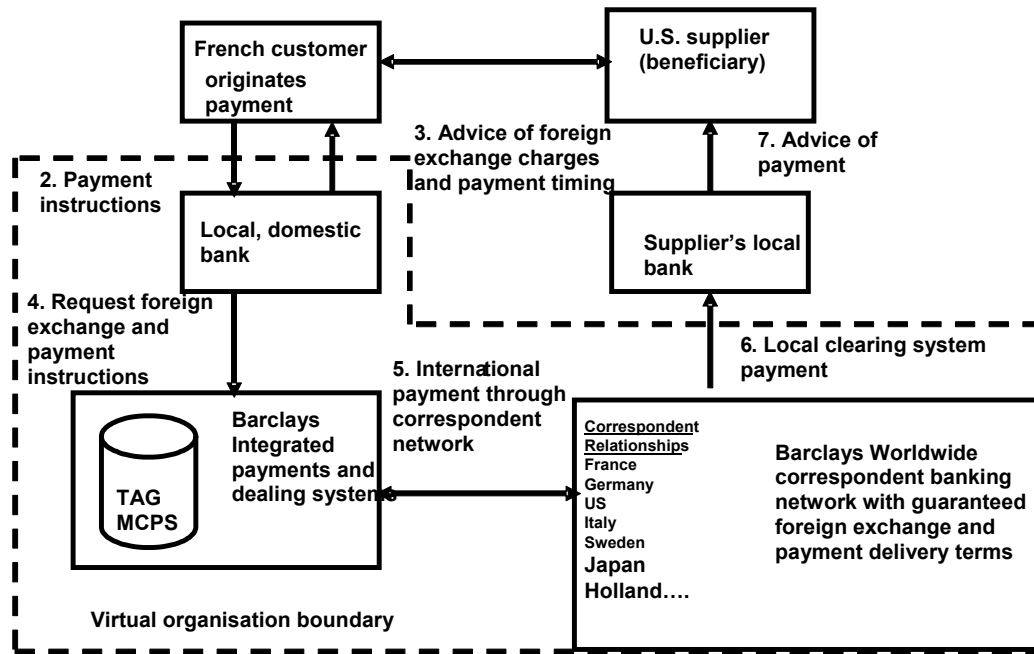 French customer
originates
payment
U.S. supplier
(beneficiary)
3. Advice of foreign
exchange charges
and payment timing
7. Advice of
payment
2. Payment
instructions
Local, domestic
bank
Supplier’s local
bank
4. Request foreign
exchange and
payment
instructions
6. Local clearing system
payment
5. International
payment through
correspondent
network
TAG
MCPS
Barclays
Integrated
payments and
dealing systems
Correspondent
Relationships
France
Germany
US
Italy
Sweden
Japan
Holland….
Barclays Worldwide
correspondent banking
network with guaranteed
foreign exchange and
payment delivery terms
Virtual organisation boundary